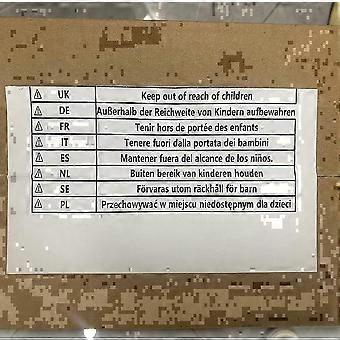 ⚠ UK Keep out of reach of children
⚠ DE Außerhalb der Reichweite von Kindern aufbewahren
⚠ FR Tenir hors de portée des enfants
⚠ IT Tenere fuori dalla portata dei bambini
⚠ ES Mantener fuera del alcance de los niños.
⚠ NL Buiten bereik van kinderen houden
⚠ SE Förvaras utom räckhåll för barn
⚠ PL Przechowywać w miejscu niedostępnym dla dzieci